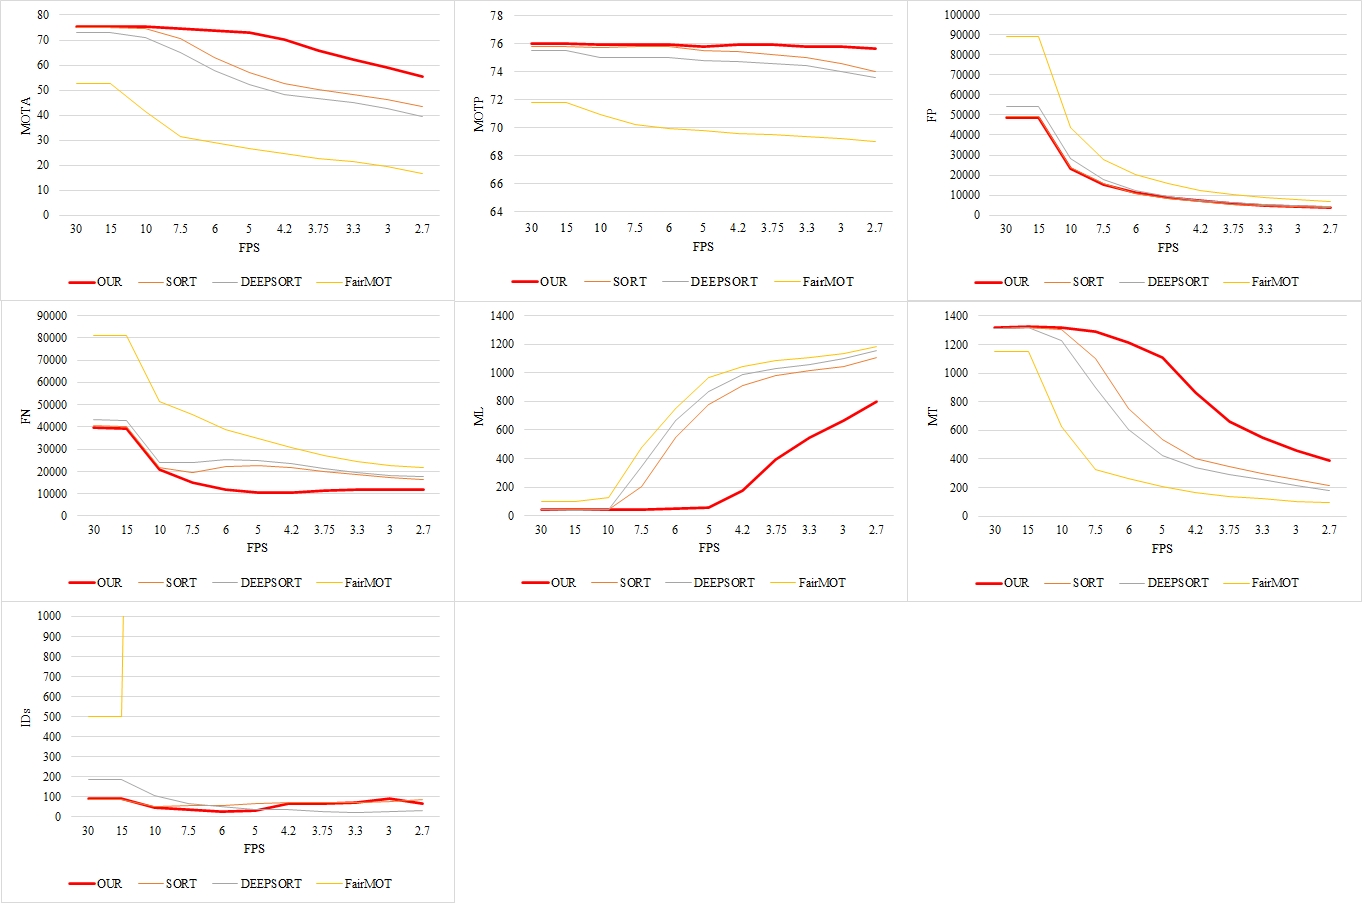 80
70
60
50
40
30
20
10
0
MOTA
30 15 10 7.5 6 5 4.2 3.75 3.3 3 2.7
FPS
OUR SORT DEEPSORT FairMOT
78
76
74
72
70
68
66
64
MOTP
30 15 10 7.5 6 5 4.2 3.75 3.3 3 2.7
FPS
OUR SORT DEEPSORT FairMOT
100000
90000
80000
70000
60000
50000
40000
30000
20000
10000
0
FP
30 15 10 7.5 6 5 4.2 3.75 3.3 3 2.7
FPS
OUR SORT DEEPSORT FairMOT
90000
80000
70000
60000
50000
40000
30000
20000
10000
0
FN
30 15 10 7.5 6 5 4.2 3.75 3.3 3 2.7
FPS
OUR SORT DEEPSORT FairMOT
1400
1200
1000
800
600
400
200
0
ML
30 15 10 7.5 6 5 4.2 3.75 3.3 3 2.7
FPS
OUR SORT DEEPSORT FairMOT
1400
1200
1000
800
600
400
200
0
MT
30 15 10 7.5 6 5 4.2 3.75 3.3 3 2.7
FPS
OUR SORT DEEPSORT FairMOT
1000
900
800
700
600
500
400
300
200
100
0
IDs
30 15 10 7.5 6 5 4.2 3.75 3.3 3 2.7
FPS
OUR SORT DEEPSORT FairMOT